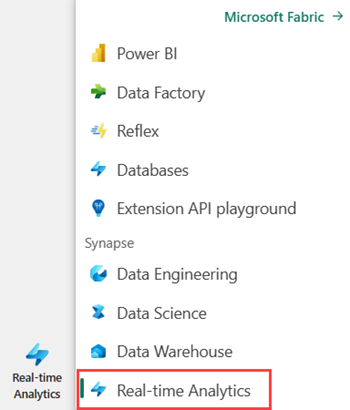 Microsoft Fabric →
Power BI
Data Factory
Reflex
Databases
Extension API playground
Synapse
Data Engineering
Data Science
Data Warehouse
Real-time Analytics
Real-time
Analytics